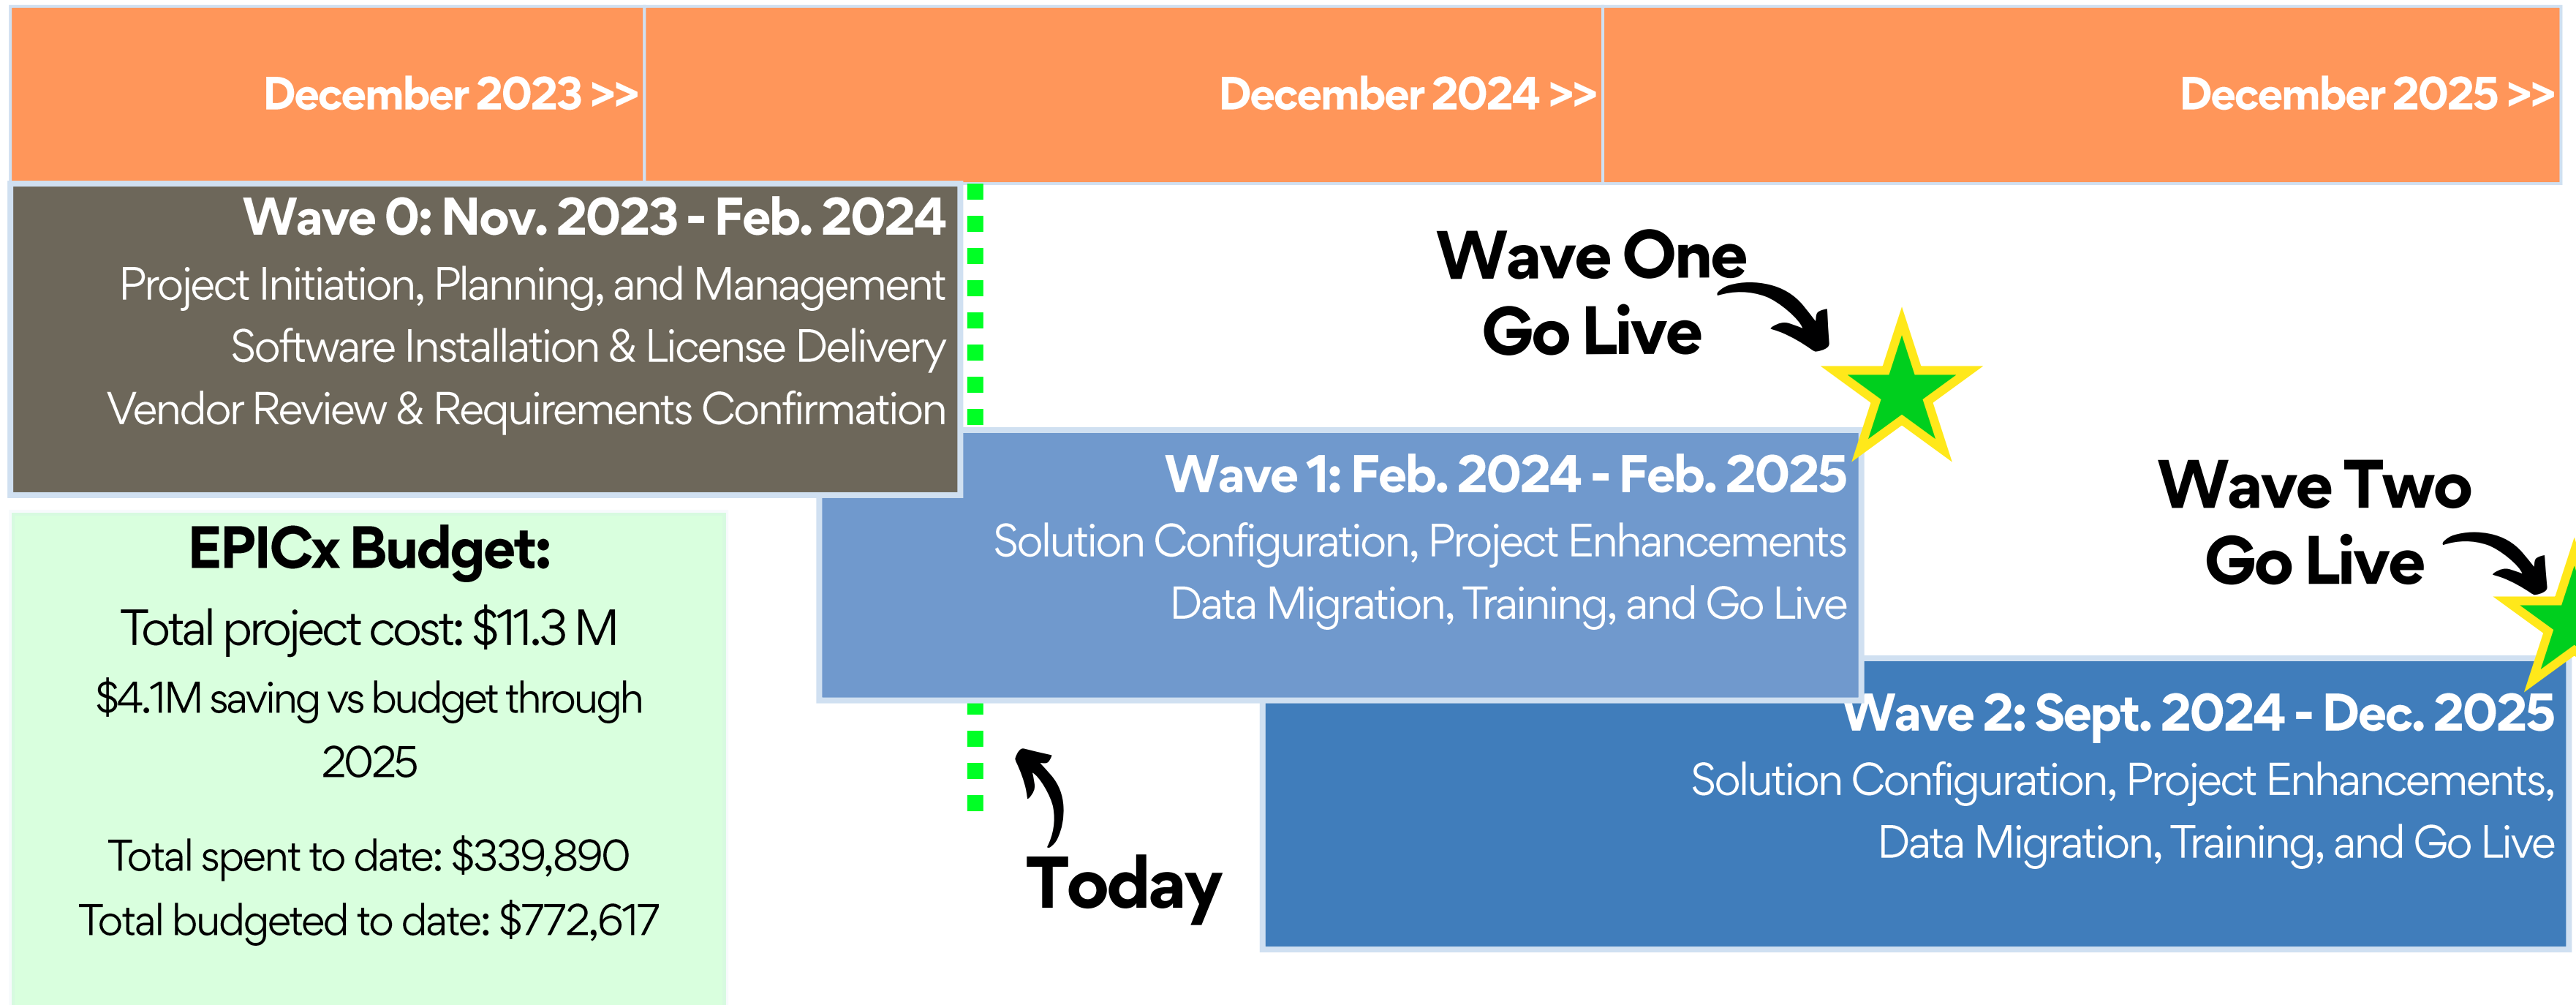 December 2023 >>
December 2024 >>
December 2025 >>
Wave 0: Nov. 2023 - Feb. 2024
Project Initiation, Planning, and Management
Software Installation & License Delivery
Vendor Review & Requirements Confirmation
Wave One
Go Live
Wave 1: Feb. 2024 - Feb. 2025
Solution Configuration, Project Enhancements
Data Migration, Training, and Go Live
Wave Two
Go Live
Wave 2: Sept. 2024 - Dec. 2025
Solution Configuration, Project Enhancements,
Data Migration, Training, and Go Live
EPICx Budget:
Total project cost: $11.3 M
$4.1M saving vs budget through
2025
Total spent to date: $339,890
Total budgeted to date: $772,617
Today